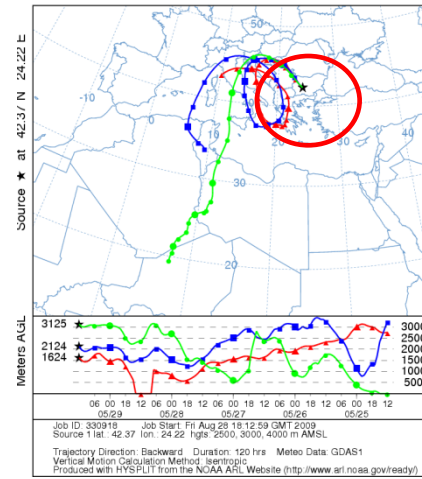 Source ★ at 42.37 N 24.22 E
50
-10
0
40
30
40
10
20
30
30
20
Meters AGL
3125
2124
1624
3000
2500
2000
1500
1000
500
06 00 18 12 06 00 18 12 06 00 18 12 06 00 18 12 06 00 18 12
05/29 05/28 05/27 05/26 05/25
Job ID: 330918 Job Start: Fri Aug 28 18:12:59 GMT 2009
Source 1 lat.: 42.37 lon.: 24.22 hgts: 2500, 3000, 4000 m AMSL
Trajectory Direction: Backward Duration: 120 hrs Meteo Data: GDAS1
Vertical Motion Calculation Method: Isentropic
Produced with HYSPLIT from the NOAA ARL Website (http://www.arl.noaa.gov/ready/)